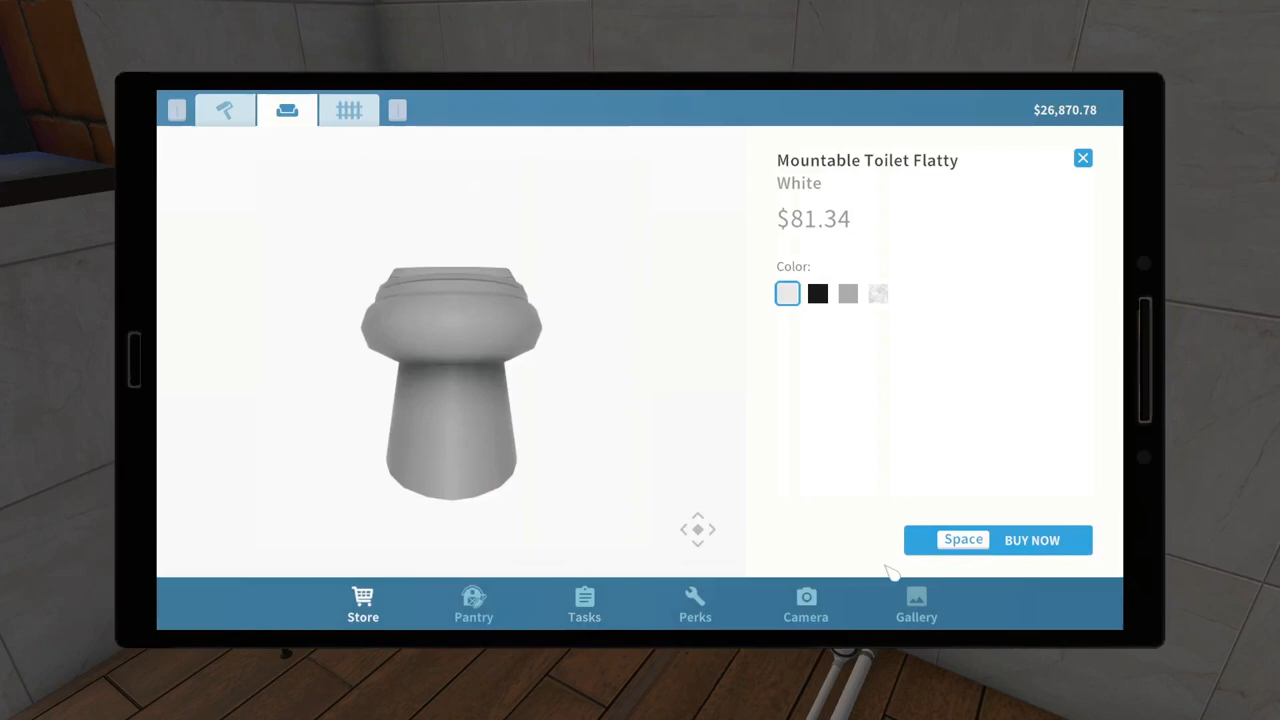 $26,870.78
Mountable Toilet Flatty
White
$81.34
Color:
Space BUY NOW
Store Pantry Tasks Perks Camera Gallery